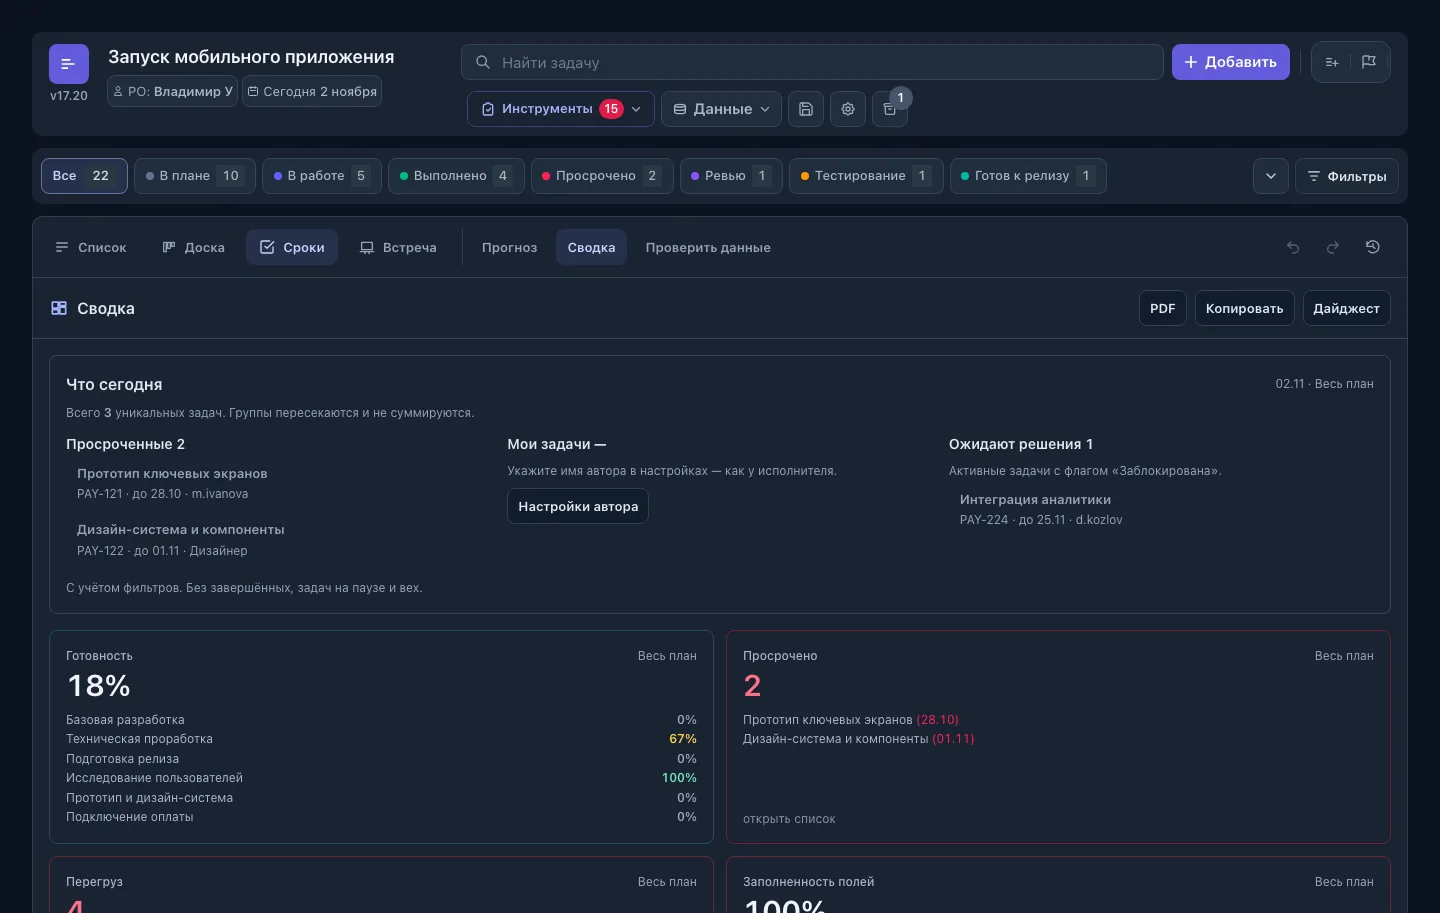 Запуск мобильного приложения
v17.20
PO: Владимир У
Сегодня 2 ноября
Найти задачу
Добавить
Инструменты 15
Данные
1
Все 22
В плане 10
В работе 5
Выполнено 4
Просрочено 2
Ревью 1
Тестирование 1
Готов к релизу 1
Фильтры
Список
Доска
Сроки
Встреча
Прогноз
Сводка
Проверить данные
Сводка
PDF
Копировать
Дайджест
Что сегодня
02.11 · Весь план
Всего 3 уникальных задач. Группы пересекаются и не суммируются.
Просроченные 2
Прототип ключевых экранов
PAY-121 · до 28.10 · m.ivanova
Дизайн-система и компоненты
PAY-122 · до 01.11 · Дизайнер
Мои задачи —
Укажите имя автора в настройках — как у исполнителя.
Настройки автора
Ожидают решения 1
Активные задачи с флагом «Заблокирована».
Интеграция аналитики
PAY-224 · до 25.11 · d.kozlov
С учётом фильтров. Без завершённых, задач на паузе и вех.
Готовность
Весь план
18%
Базовая разработка 0%
Техническая проработка 67%
Подготовка релиза 0%
Исследование пользователей 100%
Прототип и дизайн-система 0%
Подключение оплаты 0%
Просрочено
Весь план
2
Прототип ключевых экранов (28.10)
Дизайн-система и компоненты (01.11)
открыть список
Перегруз
Весь план
4
Заполненность полей
Весь план
100%